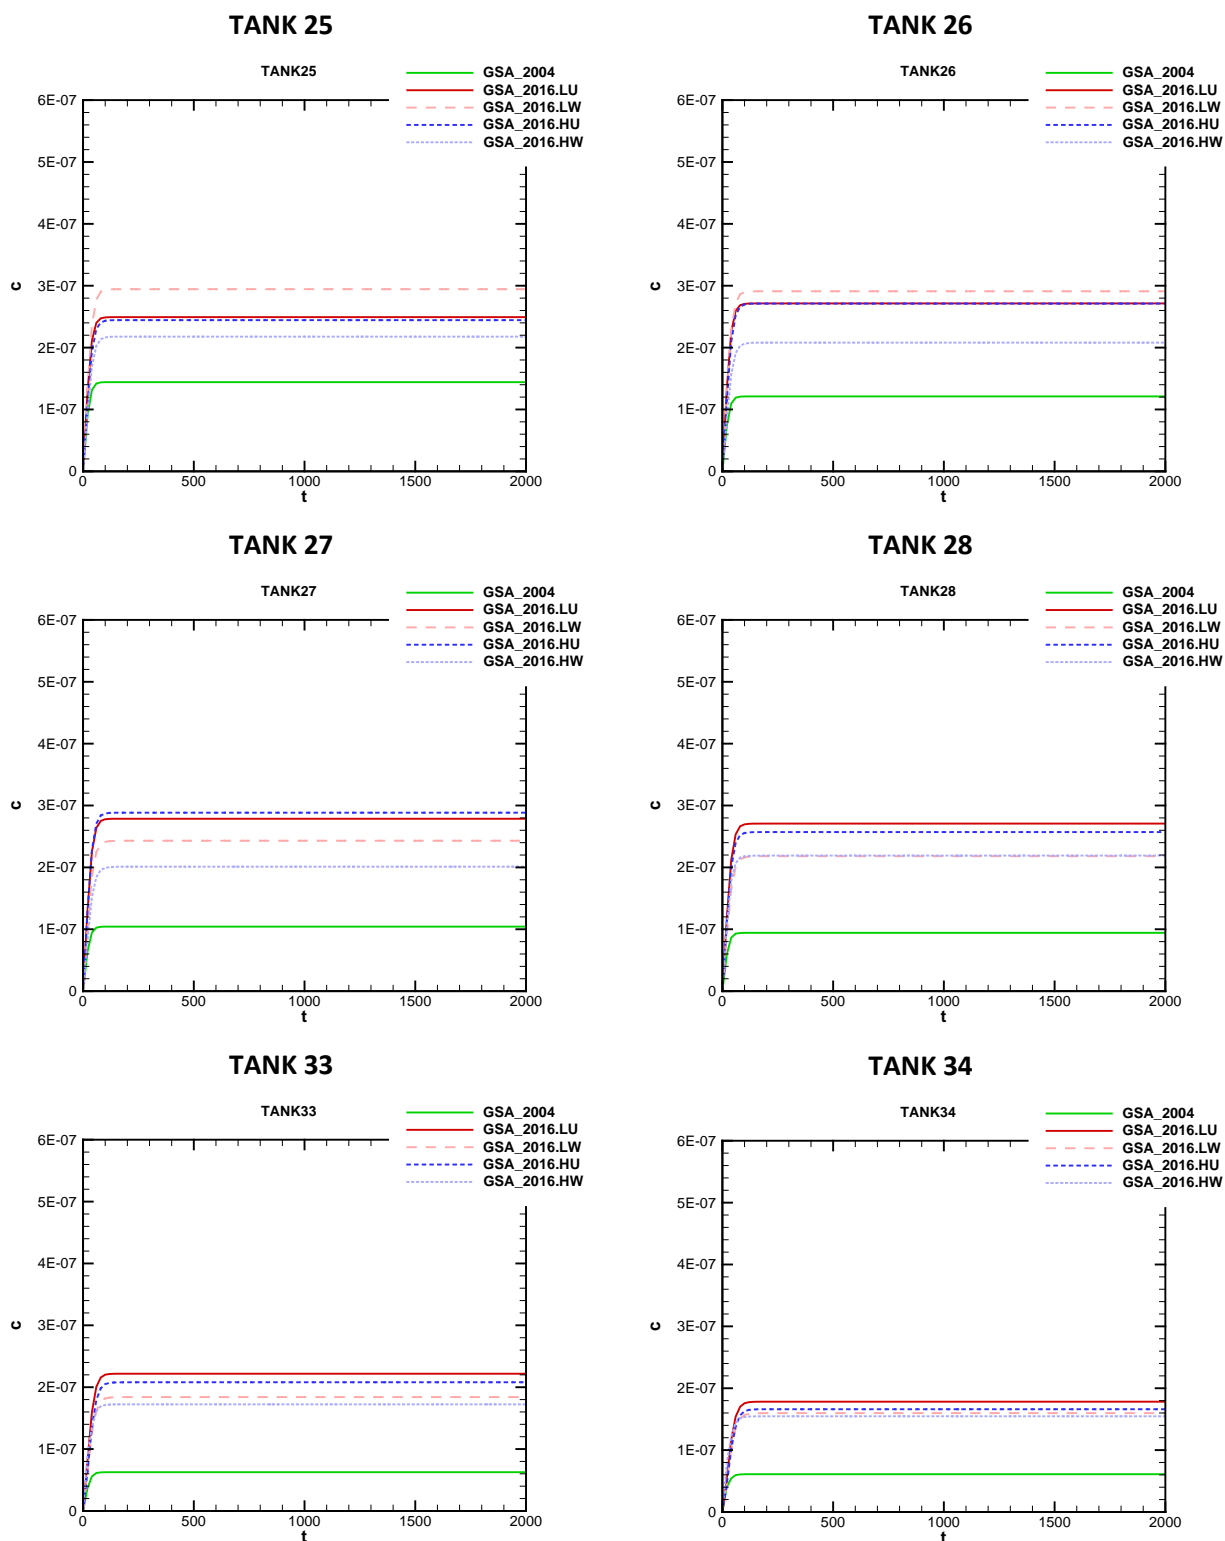 TANK 25
TANK25
GSA_2004
GSA_2016.LU
GSA_2016.LW
GSA_2016.HU
GSA_2016.HW
6E-07
5E-07
4E-07
3E-07
2E-07
1E-07
0
c
0 500 1000 1500 2000
t
TANK 26
TANK26
GSA_2004
GSA_2016.LU
GSA_2016.LW
GSA_2016.HU
GSA_2016.HW
6E-07
5E-07
4E-07
3E-07
2E-07
1E-07
0
c
0 500 1000 1500 2000
t
TANK 27
TANK27
GSA_2004
GSA_2016.LU
GSA_2016.LW
GSA_2016.HU
GSA_2016.HW
6E-07
5E-07
4E-07
3E-07
2E-07
1E-07
0
c
0 500 1000 1500 2000
t
TANK 28
TANK28
GSA_2004
GSA_2016.LU
GSA_2016.LW
GSA_2016.HU
GSA_2016.HW
6E-07
5E-07
4E-07
3E-07
2E-07
1E-07
0
c
0 500 1000 1500 2000
t
TANK 33
TANK33
GSA_2004
GSA_2016.LU
GSA_2016.LW
GSA_2016.HU
GSA_2016.HW
6E-07
5E-07
4E-07
3E-07
2E-07
1E-07
0
c
0 500 1000 1500 2000
t
TANK 34
TANK34
GSA_2004
GSA_2016.LU
GSA_2016.LW
GSA_2016.HU
GSA_2016.HW
6E-07
5E-07
4E-07
3E-07
2E-07
1E-07
0
c
0 500 1000 1500 2000
t